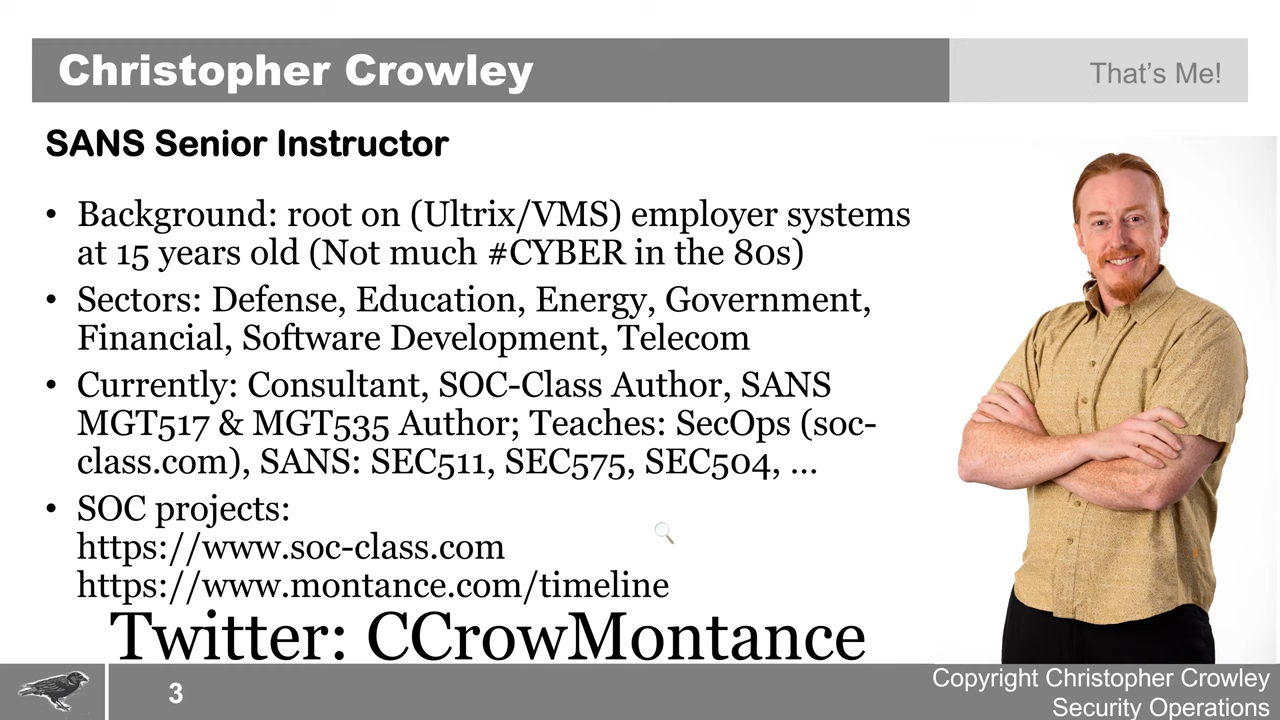 Christopher Crowley
That’s Me!
SANS Senior Instructor
• Background: root on (Ultrix/VMS) employer systems
at 15 years old (Not much #CYBER in the 80s)
• Sectors: Defense, Education, Energy, Government,
Financial, Software Development, Telecom
• Currently: Consultant, SOC-Class Author, SANS
MGT517 & MGT535 Author; Teaches: SecOps (soc-
class.com), SANS: SEC511, SEC575, SEC504, ...
• SOC projects:
https://www.soc-class.com
https://www.montance.com/timeline
Twitter: CCrowMontance
3
Copyright Christopher Crowley
Security Operations